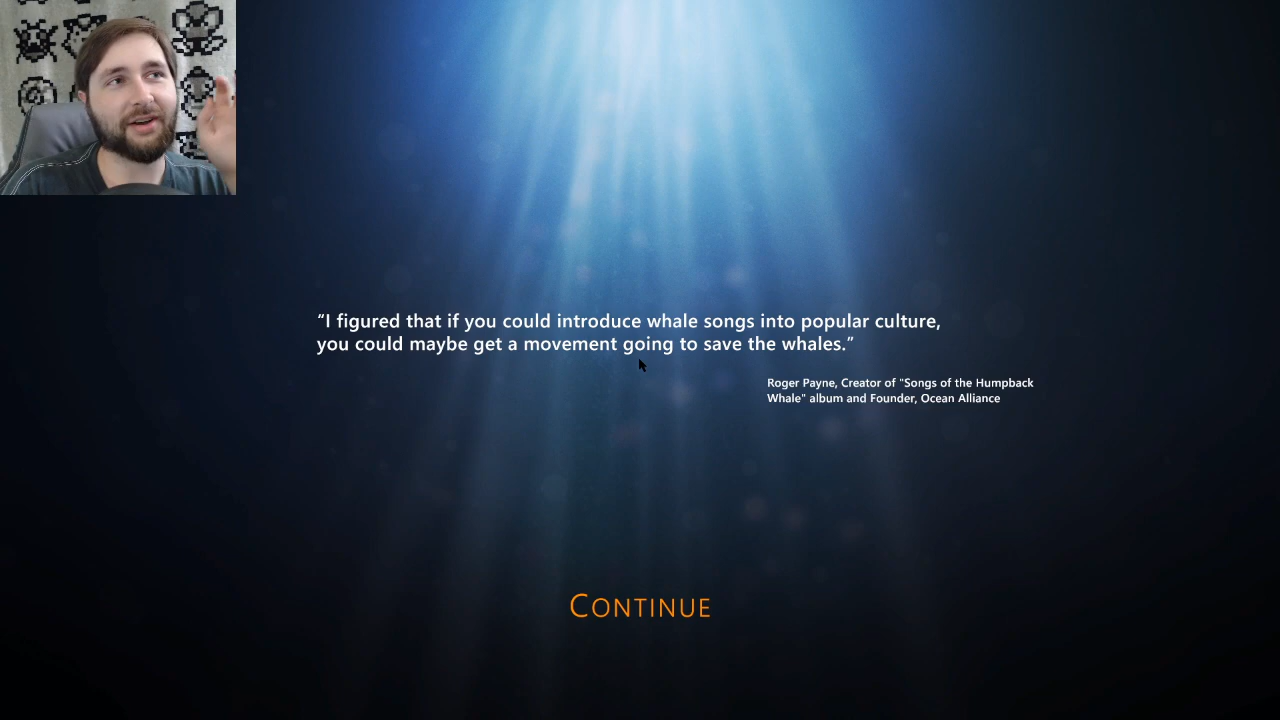 “I figured that if you could introduce whale songs into popular culture,
you could maybe get a movement going to save the whales.”
Roger Payne, Creator of "Songs of the Humpback
Whale" album and Founder, Ocean Alliance
CONTINUE